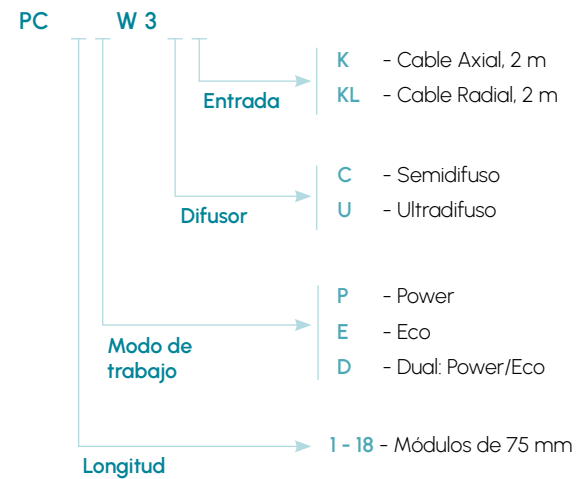 PC W 3
K - Cable Axial, 2 m
Entrada
KL - Cable Radial, 2 m
C - Semidifuso
Difusor
U - Ultradifuso
P - Power
E - Eco
Modo de
trabajo
D - Dual: Power/Eco
1 - 18 - Módulos de 75 mm
Longitud